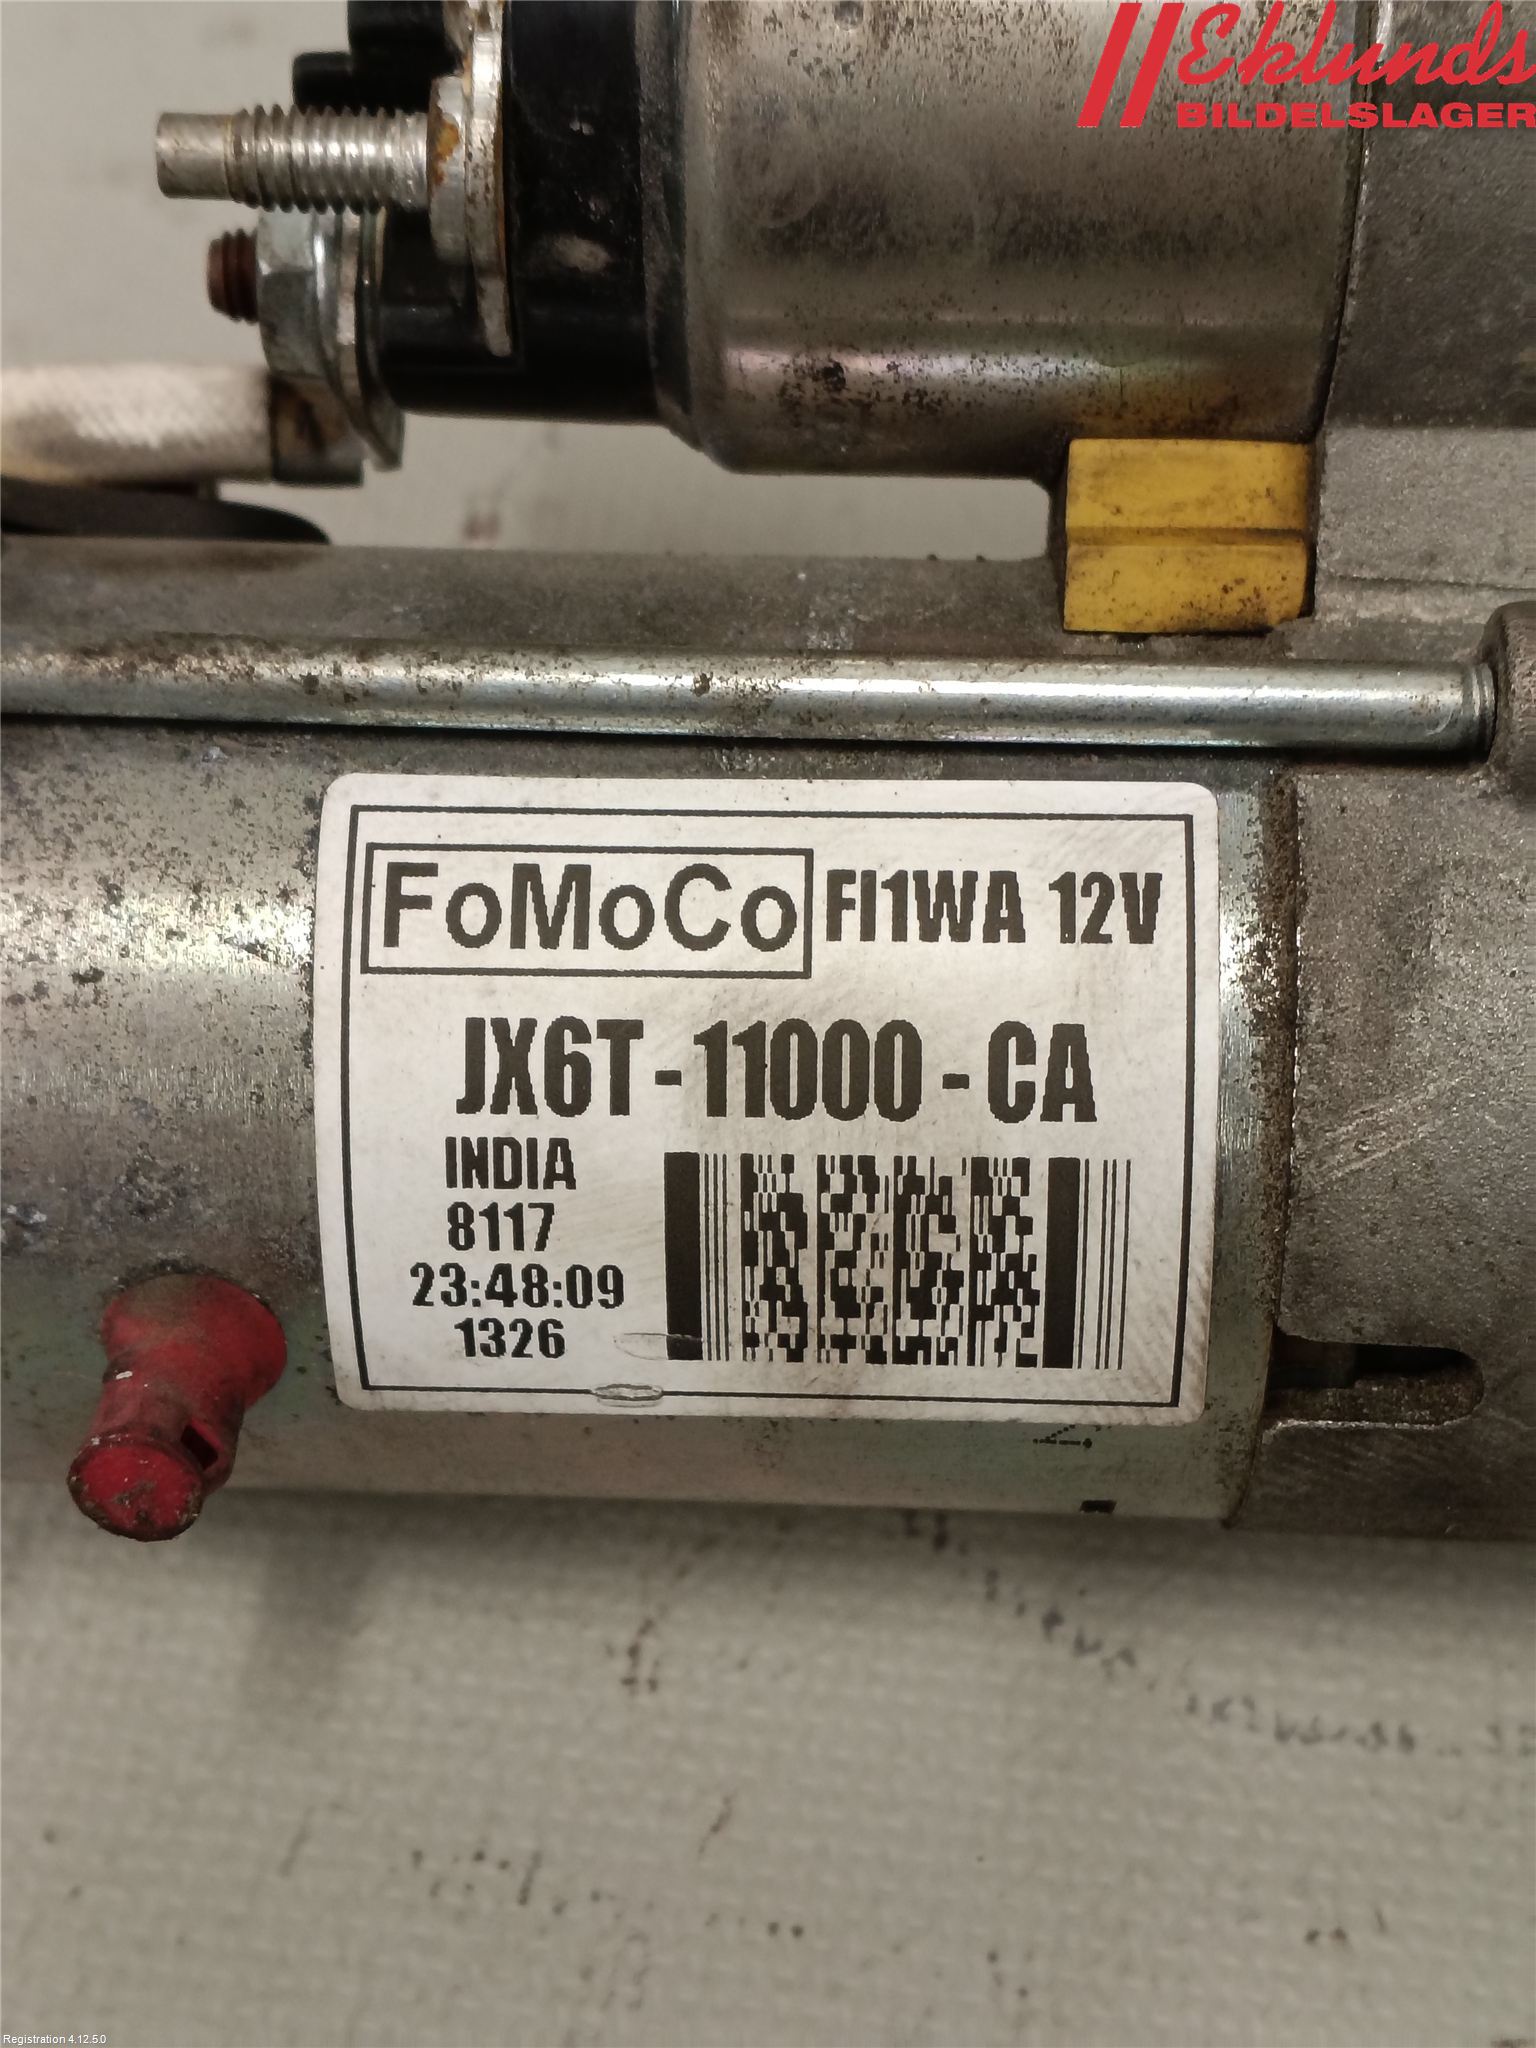 Eklunds
BILDELSLAGER
FoMoCo FI1WA 12V
JX6T-11000-CA
INDIA
8117
23:48:09
1326
Registration 4.12.5.0